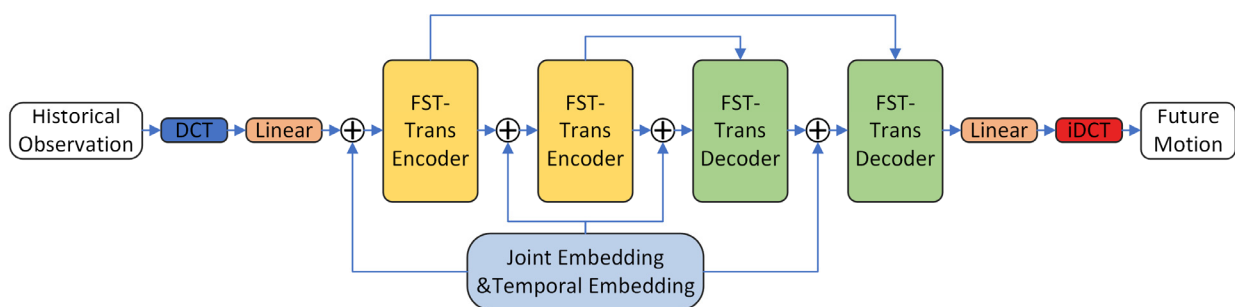 Historical
Observation
DCT
Linear
FST-
Trans
Encoder
FST-
Trans
Encoder
FST-
Trans
Decoder
FST-
Trans
Decoder
Linear
iDCT
Future
Motion
Joint Embedding
&Temporal Embedding